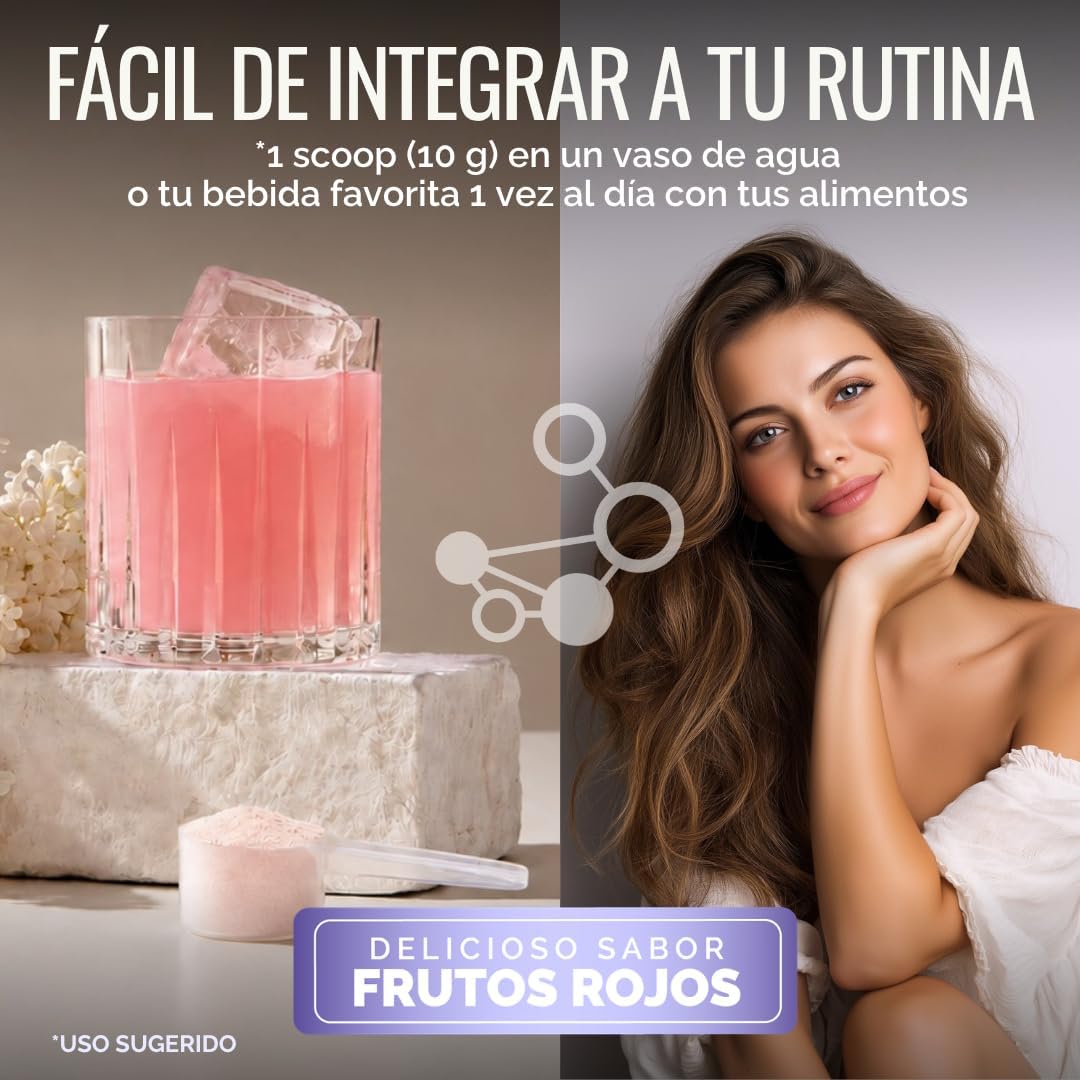 FÁCIL DE INTEGRAR A TU RUTINA
*1 scoop (10 g) en un vaso de agua
o tu bebida favorita 1 vez al día con tus alimentos
DELICIOSO SABOR
FRUTOS ROJOS
*USO SUGERIDO